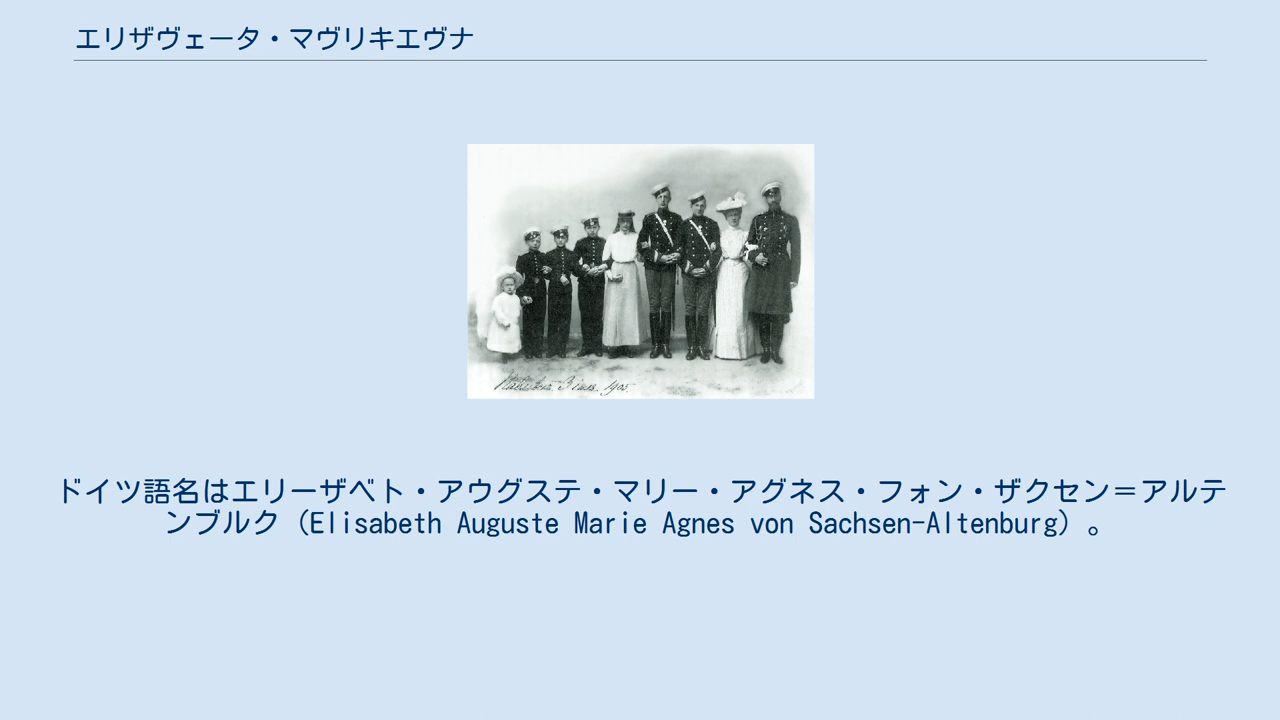 エリザヴェータ・マヴリキエヴナ
1905.
ドイツ語名はエリーザベト・アウグステ・マリー・アグネス・フォン・ザクセン＝アルテ
ンブルク（Elisabeth Auguste Marie Agnes von Sachsen-Altenburg）。